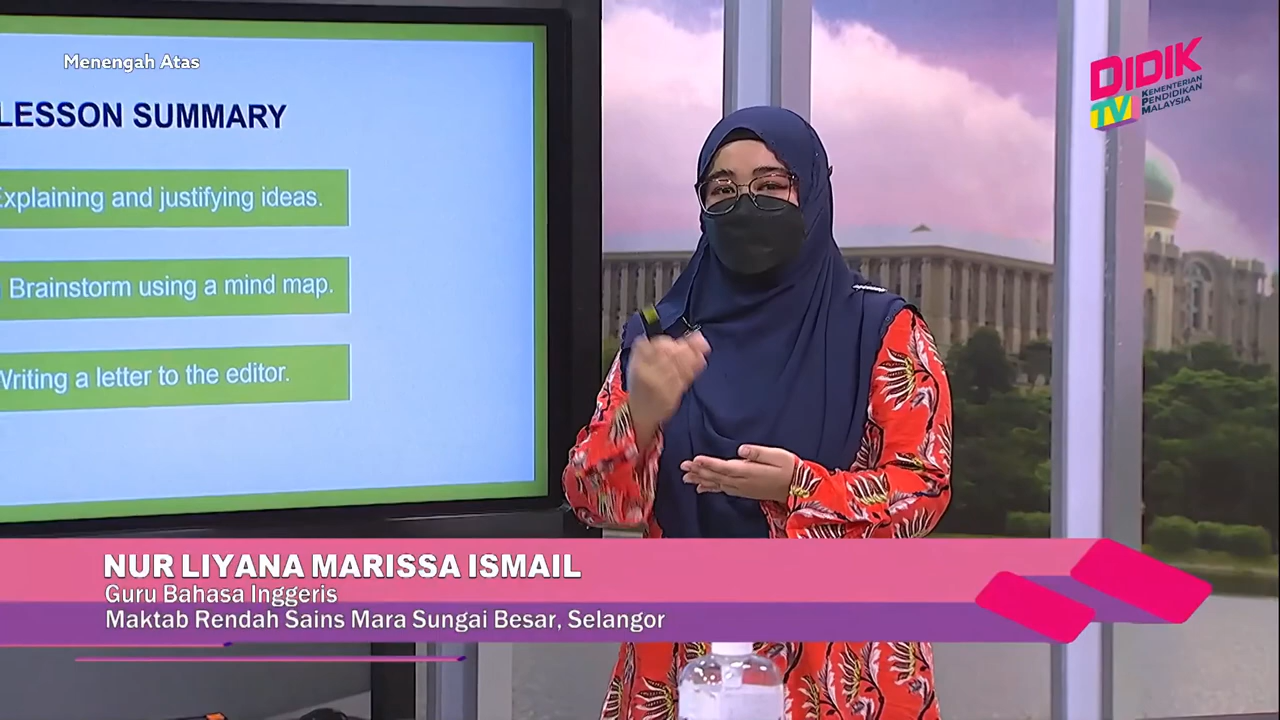 Menengah Atas
LESSON SUMMARY
Explaining and justifying ideas.
Brainstorm using a mind map.
Writing a letter to the editor.
DIDIK
TV
KEMENTERIAN
PENDIDIKAN
MALAYSIA
NUR LIYANA MARISSA ISMAIL
Guru Bahasa Inggeris
Maktab Rendah Sains Mara Sungai Besar, Selangor